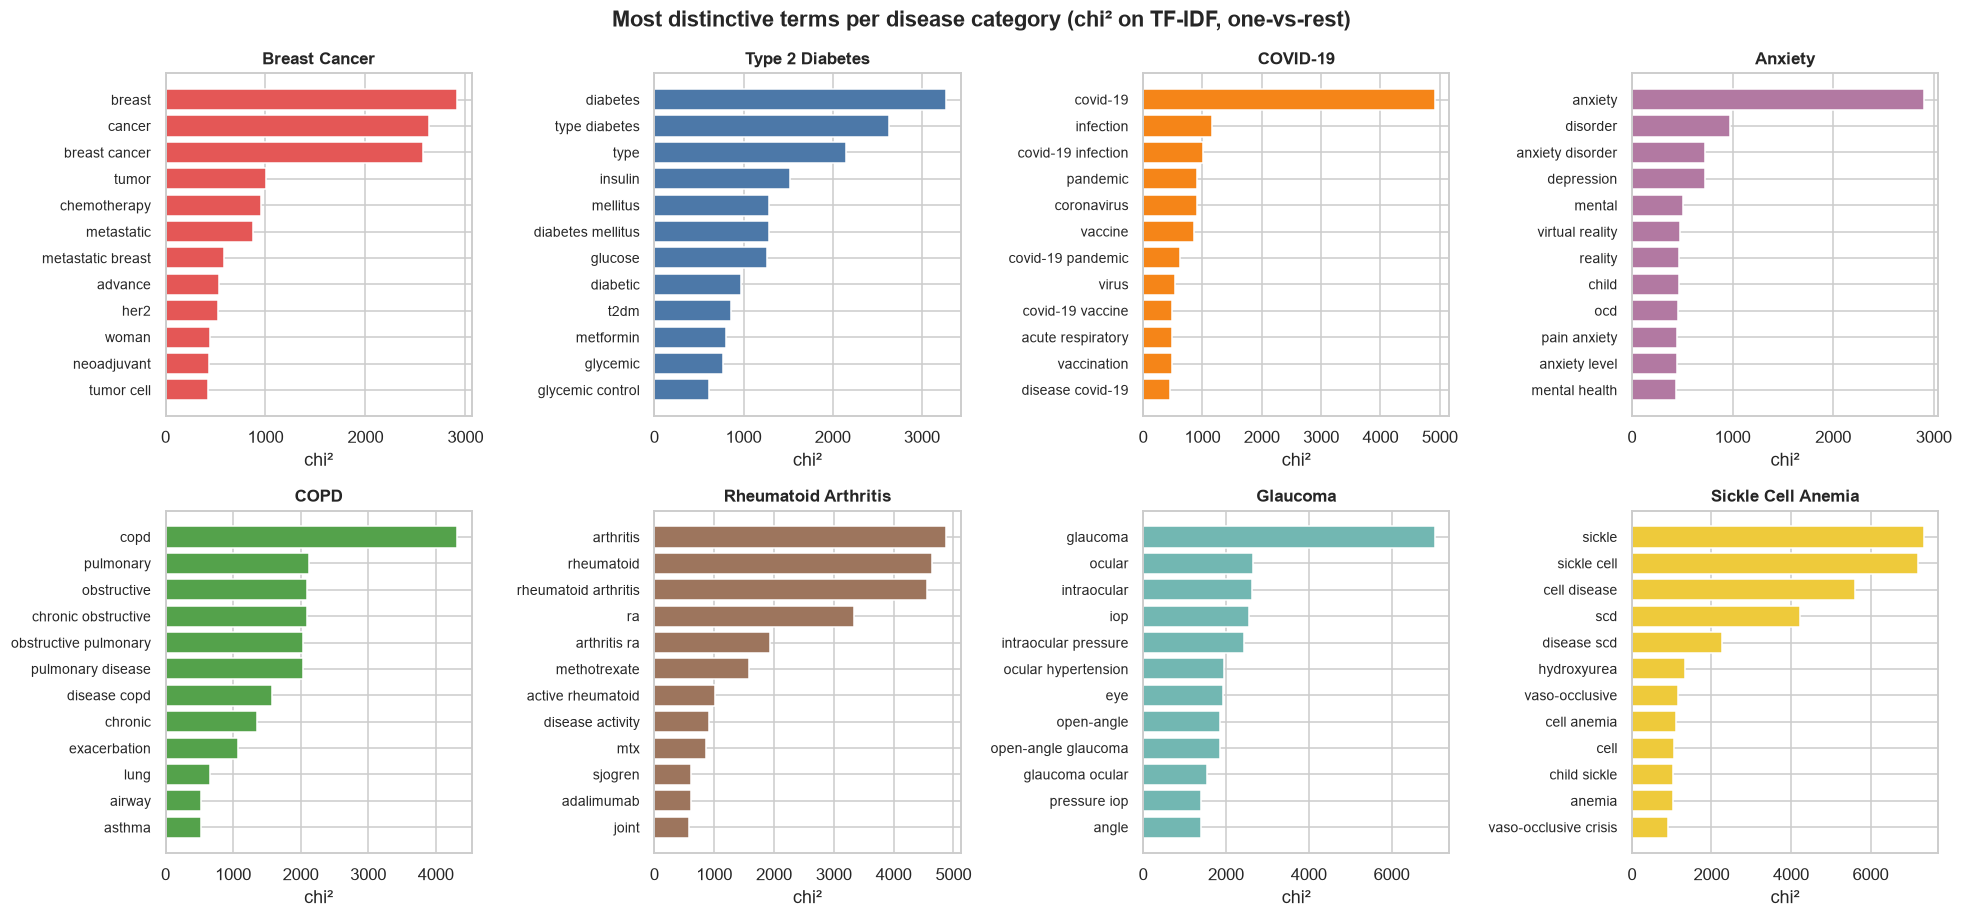 Most distinctive terms per disease category (chi² on TF-IDF, one-vs-rest)
Breast Cancer
breast
cancer
breast cancer
tumor
chemotherapy
metastatic
metastatic breast
advance
her2
woman
neoadjuvant
tumor cell
0 1000 2000 3000
chi²
Type 2 Diabetes
diabetes
type diabetes
type
insulin
mellitus
diabetes mellitus
glucose
diabetic
t2dm
metformin
glycemic
glycemic control
0 1000 2000 3000
chi²
COVID-19
covid-19
infection
covid-19 infection
pandemic
coronavirus
vaccine
covid-19 pandemic
virus
covid-19 vaccine
acute respiratory
vaccination
disease covid-19
0 1000 2000 3000 4000 5000
chi²
Anxiety
anxiety
disorder
anxiety disorder
depression
mental
virtual reality
reality
child
ocd
pain anxiety
anxiety level
mental health
0 1000 2000 3000
chi²
COPD
copd
pulmonary
obstructive
chronic obstructive
obstructive pulmonary
pulmonary disease
disease copd
chronic
exacerbation
lung
airway
asthma
0 1000 2000 3000 4000
chi²
Rheumatoid Arthritis
arthritis
rheumatoid
rheumatoid arthritis
ra
arthritis ra
methotrexate
active rheumatoid
disease activity
mtx
sjogren
adalimumab
joint
0 1000 2000 3000 4000 5000
chi²
Glaucoma
glaucoma
ocular
intraocular
iop
intraocular pressure
ocular hypertension
eye
open-angle
open-angle glaucoma
glaucoma ocular
pressure iop
angle
0 2000 4000 6000
chi²
Sickle Cell Anemia
sickle
sickle cell
cell disease
scd
disease scd
hydroxyurea
vaso-occlusive
cell anemia
cell
child sickle
anemia
vaso-occlusive crisis
0 2000 4000 6000
chi²